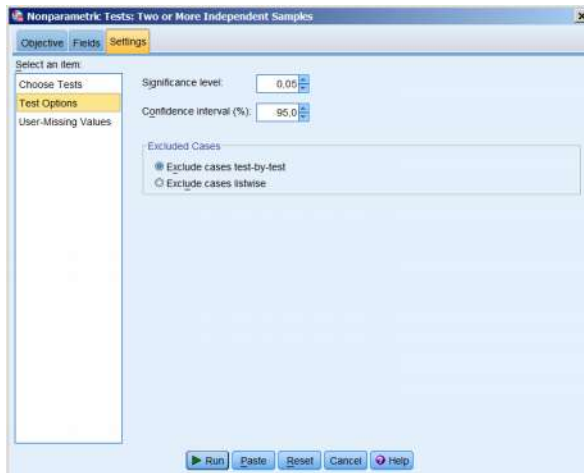 Nonparametric Tests: Two or More Independent Samples
Objective Fields Settings
Select an item:
Choose Tests
Test Options
User-Missing Values
Significance level: 0,05
Confidence interval (%): 95,0
Excluded Cases
Exclude cases test-by-test
Exclude cases listwise
Run Paste Reset Cancel Help